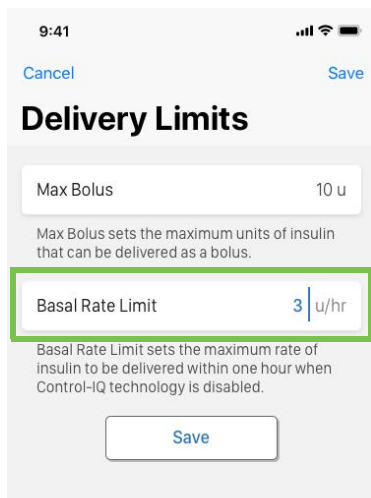 9:41
Cancel Save
Delivery Limits
Max Bolus 10 u
Max Bolus sets the maximum units of insulin
that can be delivered as a bolus.
Basal Rate Limit 3 u/hr
Basal Rate Limit sets the maximum rate of
insulin to be delivered within one hour when
Control-IQ technology is disabled.
Save